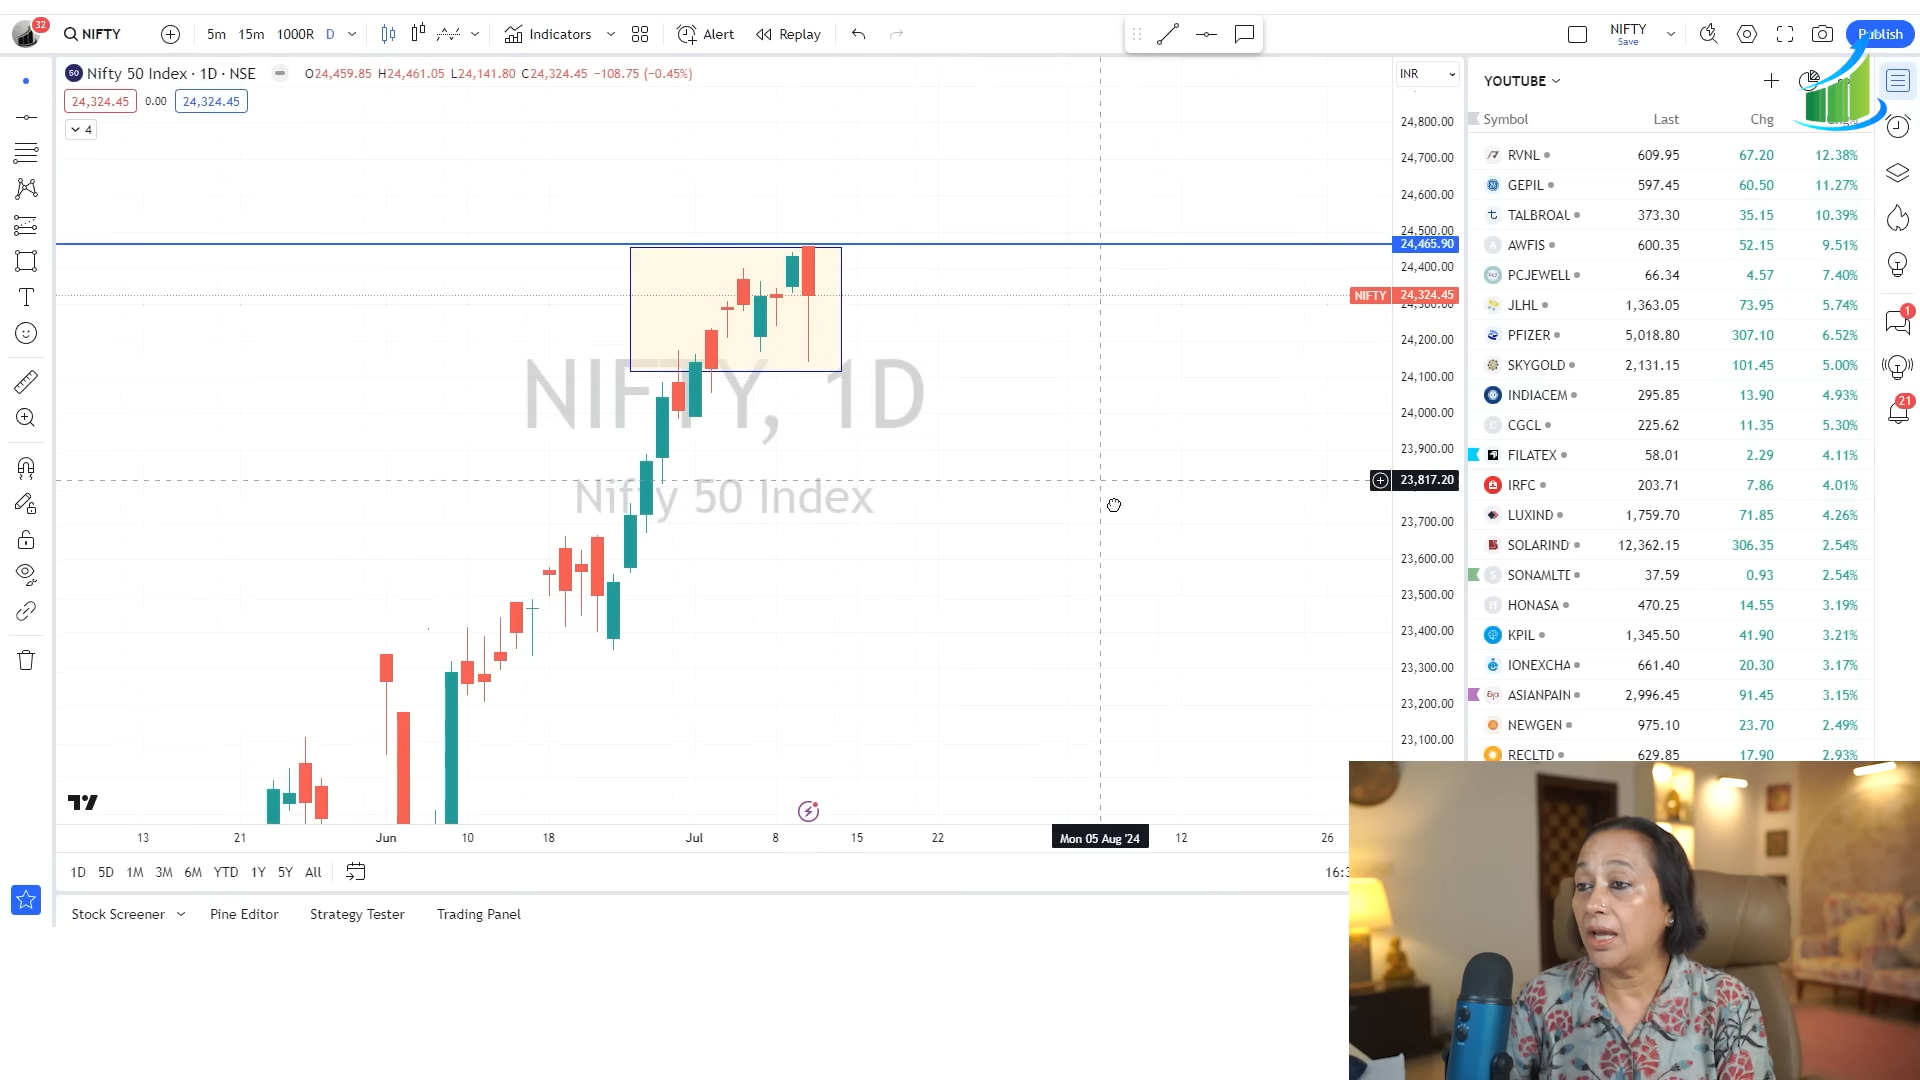 32
NIFTY
5m 15m 1000R D
Indicators
Alert
Replay
NIFTY
Save
Publish
50 Nifty 50 Index · 1D · NSE O24,459.85 H24,461.05 L24,141.80 C24,324.45 −108.75 (−0.45%)
24,324.45 0.00 24,324.45
4
NIFTY, 1D
Nifty 50 Index
INR
24,800.00
24,700.00
24,600.00
24,500.00
24,465.90
24,400.00
NIFTY 24,324.45
24,300.00
24,200.00
24,100.00
24,000.00
23,900.00
23,817.20
23,700.00
23,600.00
23,500.00
23,400.00
23,300.00
23,200.00
23,100.00
13 21 Jun 10 18 Jul 8 15 22 Mon 05 Aug '24 12 26
1D 5D 1M 3M 6M YTD 1Y 5Y All
Stock Screener Pine Editor Strategy Tester Trading Panel
YOUTUBE
Symbol Last Chg
RVNL 609.95 67.20 12.38%
GEPIL 597.45 60.50 11.27%
TALBROAU 373.30 35.15 10.39%
AWFIS 600.35 52.15 9.51%
PCJEWELL 66.34 4.57 7.40%
JLHL 1,363.05 73.95 5.74%
PFIZER 5,018.80 307.10 6.52%
SKYGOLD 2,131.15 101.45 5.00%
INDIACEM 295.85 13.90 4.93%
CGCL 225.62 11.35 5.30%
FILATEX 58.01 2.29 4.11%
IRFC 203.71 7.86 4.01%
LUXIND 1,759.70 71.85 4.26%
SOLARIND 12,362.15 306.35 2.54%
SONAMLTD 37.59 0.93 2.54%
HONASA 470.25 14.55 3.19%
KPIL 1,345.50 41.90 3.21%
IONEXCHA 661.40 20.30 3.17%
ASIANPAIN 2,996.45 91.45 3.15%
NEWGEN 975.10 23.70 2.49%
RECLTD 629.85 17.90 2.93%
1
21